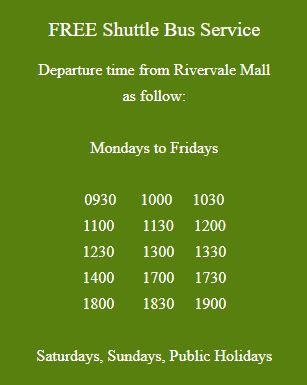 FREE Shuttle Bus Service
Departure time from Rivervale Mall
as follow:
Mondays to Fridays
0930 1000 1030
1100 1130 1200
1230 1300 1330
1400 1700 1730
1800 1830 1900
Saturdays, Sundays, Public Holidays